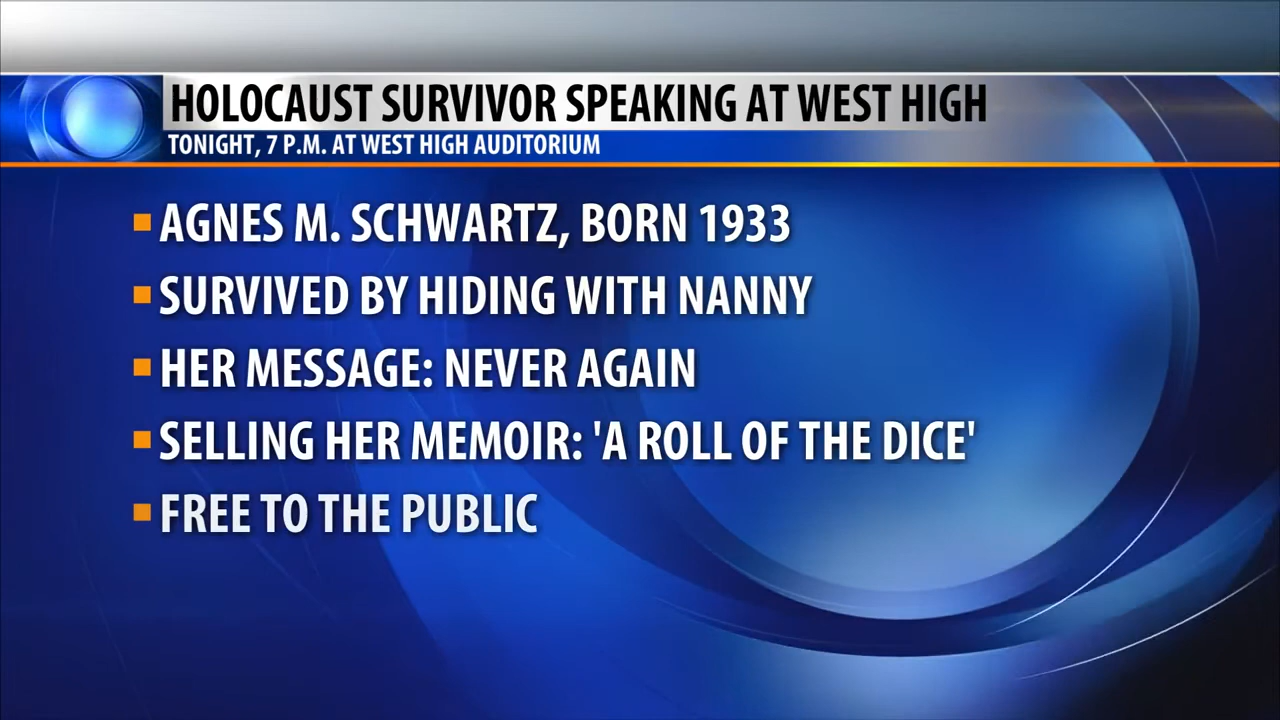 HOLOCAUST SURVIVOR SPEAKING AT WEST HIGH
TONIGHT, 7 P.M. AT WEST HIGH AUDITORIUM
AGNES M. SCHWARTZ, BORN 1933
SURVIVED BY HIDING WITH NANNY
HER MESSAGE: NEVER AGAIN
SELLING HER MEMOIR: 'A ROLL OF THE DICE'
FREE TO THE PUBLIC